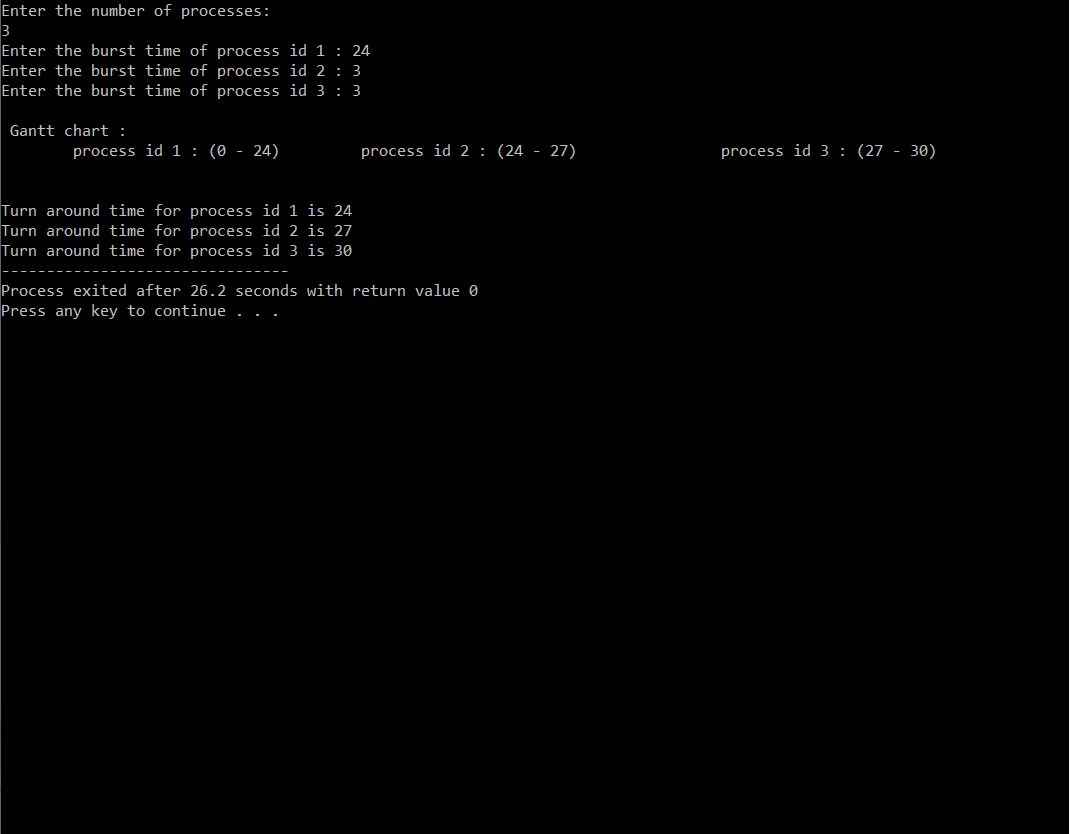 Enter the number of processes:
3
Enter the burst time of process id 1 : 24
Enter the burst time of process id 2 : 3
Enter the burst time of process id 3 : 3
Gantt chart :
process id 1 : (0 - 24) process id 2 : (24 - 27) process id 3 : (27 - 30)
Turn around time for process id 1 is 24
Turn around time for process id 2 is 27
Turn around time for process id 3 is 30
--------------------------------
Process exited after 26.2 seconds with return value 0
Press any key to continue . . .